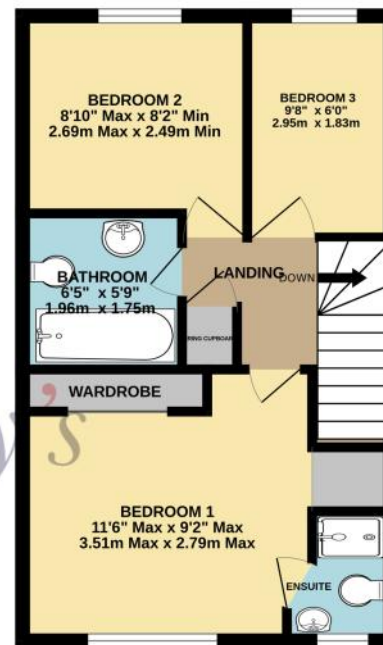 BEDROOM 2
8'10" Max x 8'2" Min
2.69m Max x 2.49m Min
BEDROOM 3
9'8" x 6'0"
2.95m x 1.83m
BATHROOM
6'5" x 5'9"
1.96m x 1.75m
LANDING
DOWN
RING CUPBOAR
WARDROBE
y's
BEDROOM 1
11'6" Max x 9'2" Max
3.51m Max x 2.79m Max
ENSUITE